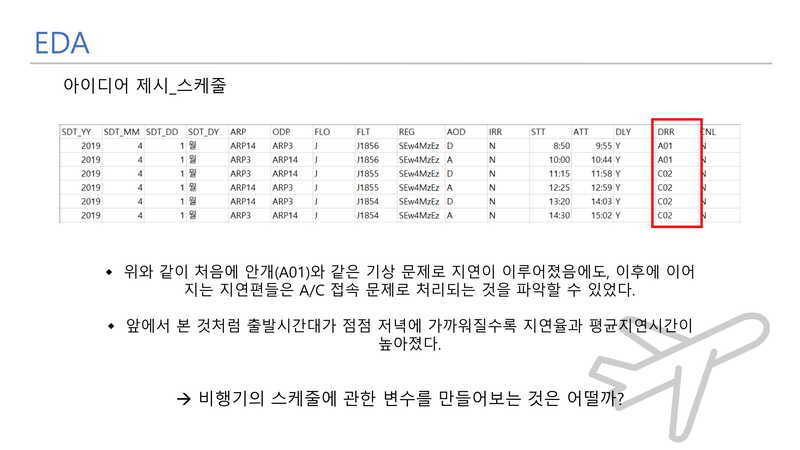 EDA
아이디어 제시_스케줄
SDT_YY SDT_MM SDT_DD SDT_DY ARP ODP FLO FLT REG AOD IRR STT ATT DLY DRR CNL
2019 4 1 월 ARP14 ARP3 J J1856 SEw4MzEz D N 8:50 9:55 Y A01 N
2019 4 1 월 ARP3 ARP14 J J1856 SEw4MzEz A N 10:00 10:44 Y A01 N
2019 4 1 월 ARP3 ARP14 J J1855 SEw4MzEz D N 11:15 11:58 Y C02 N
2019 4 1 월 ARP14 ARP3 J J1855 SEw4MzEz A N 12:25 12:59 Y C02 N
2019 4 1 월 ARP14 ARP3 J J1854 SEw4MzEz D N 13:20 14:03 Y C02 N
2019 4 1 월 ARP3 ARP14 J J1854 SEw4MzEz A N 14:30 15:02 Y C02 N
◆ 위와 같이 처음에 안개(A01)와 같은 기상 문제로 지연이 이루어졌음에도, 이후에 이어
지는 지연편들은 A/C 접속 문제로 처리되는 것을 파악할 수 있었다.
◆ 앞에서 본 것처럼 출발시간대가 점점 저녁에 가까워질수록 지연율과 평균지연시간이
높아졌다.
→ 비행기의 스케줄에 관한 변수를 만들어보는 것은 어떨까?